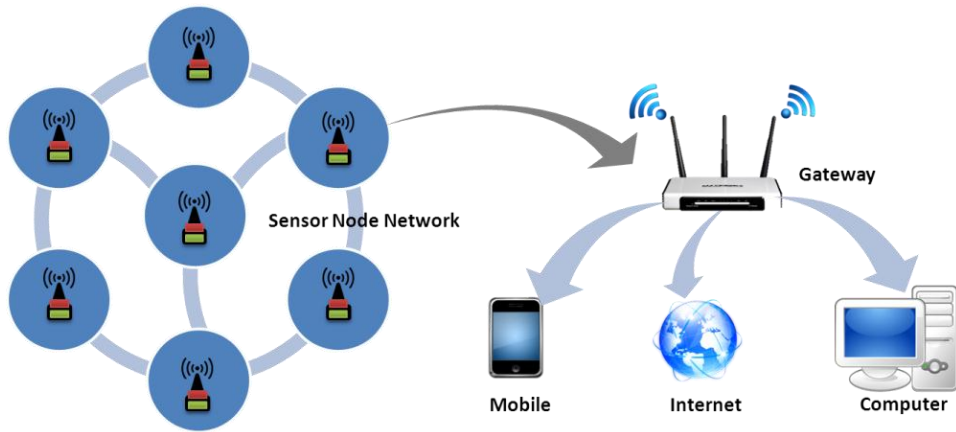 Sensor Node Network
Gateway
Mobile
Internet
Computer